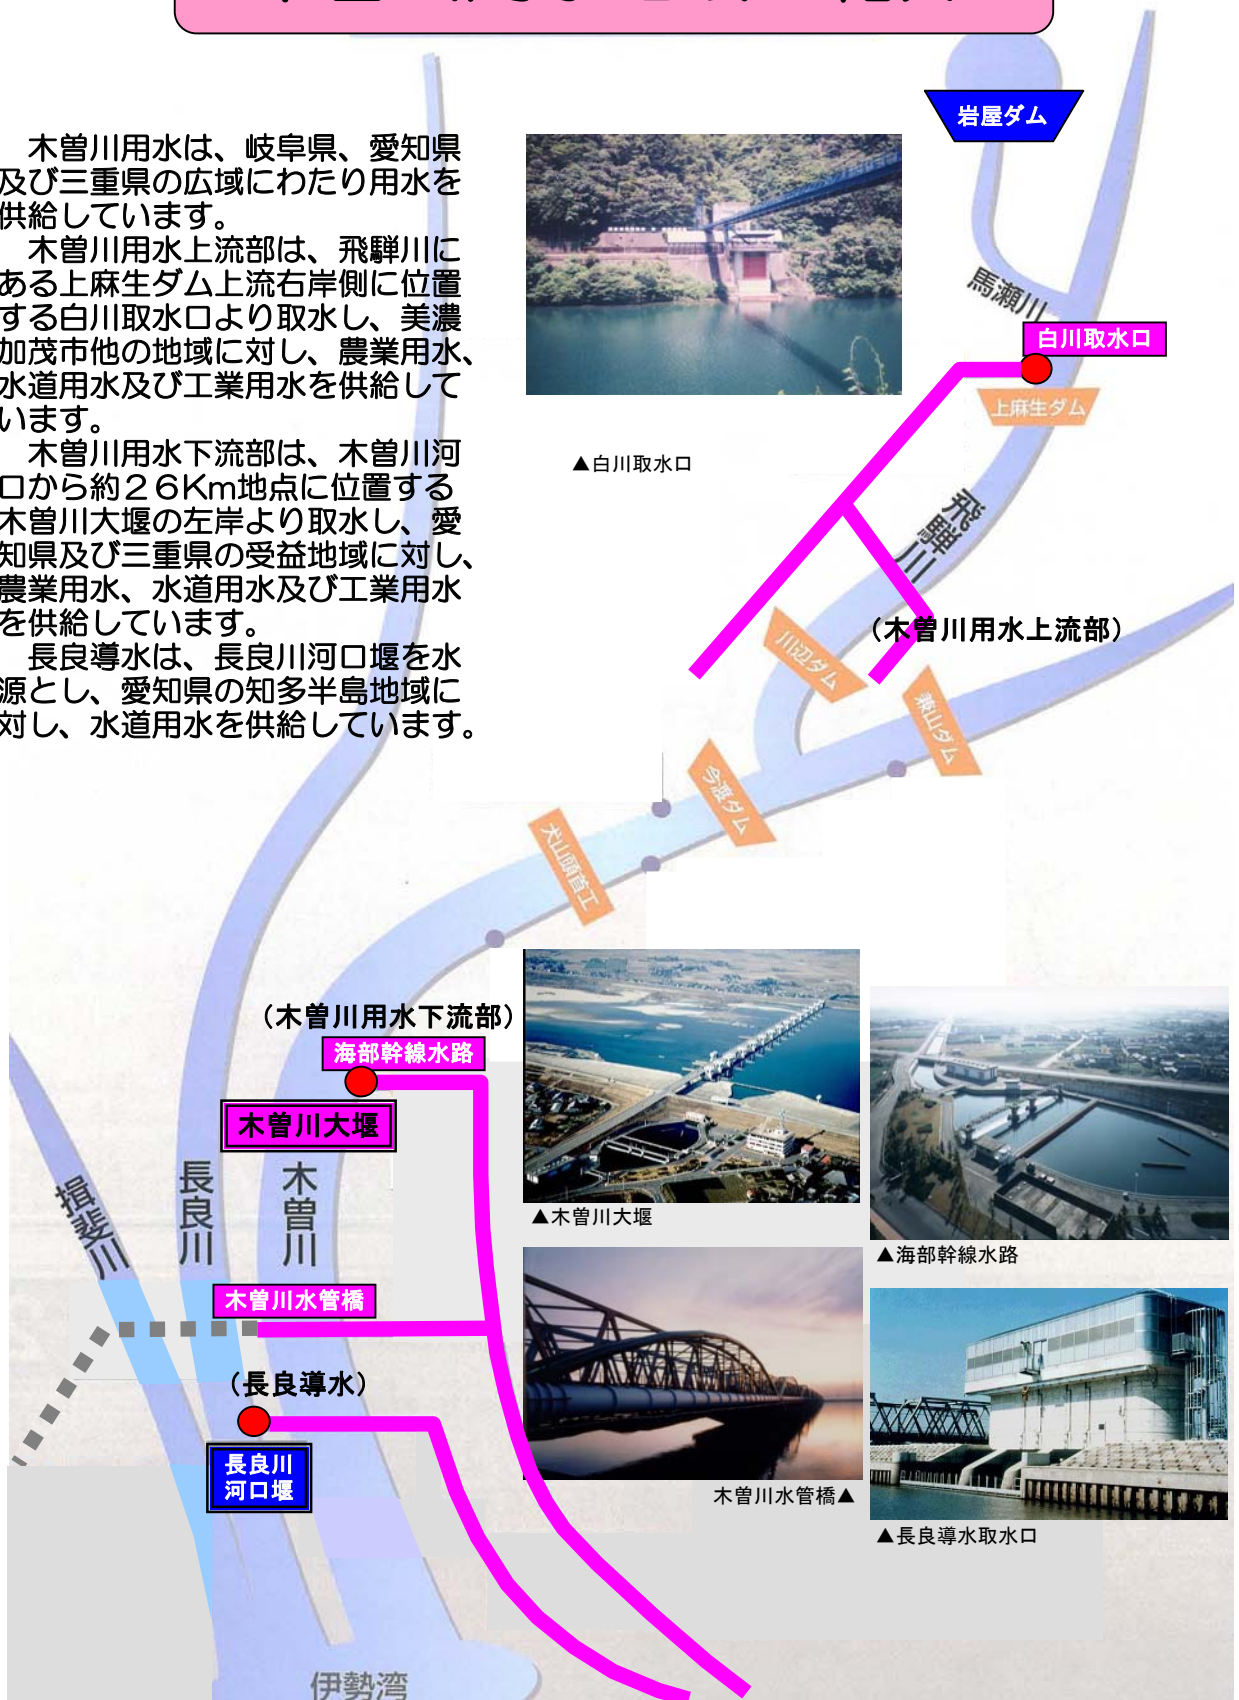 木曽川用水は、岐阜県、愛知県
及び三重県の広域にわたり用水を
供給しています。
木曽川用水上流部は、飛騨川に
ある上麻生ダム上流右岸側に位置
する白川取水口より取水し、美濃
加茂市他の地域に対し、農業用水、
水道用水及び工業用水を供給して
います。
木曽川用水下流部は、木曽川河
口から約２６Kｍ地点に位置する
木曽川大堰の左岸より取水し、愛
知県及び三重県の受益地域に対し、
農業用水、水道用水及び工業用水
を供給しています。
長良導水は、長良川河口堰を水
源とし、愛知県の知多半島地域に
対し、水道用水を供給しています。
岩屋ダム
馬瀬川
白川取水口
上麻生ダム
▲白川取水口
飛騨川
（木曽川用水上流部）
川辺ダム
兼山ダム
今渡ダム
犬山頭首工
（木曽川用水下流部）
海部幹線水路
木曽川大堰
揖斐川
長良川
木曽川
▲木曽川大堰
▲海部幹線水路
木曽川水管橋
（長良導水）
長良川
河口堰
木曽川水管橋▲
▲長良導水取水口
伊勢湾